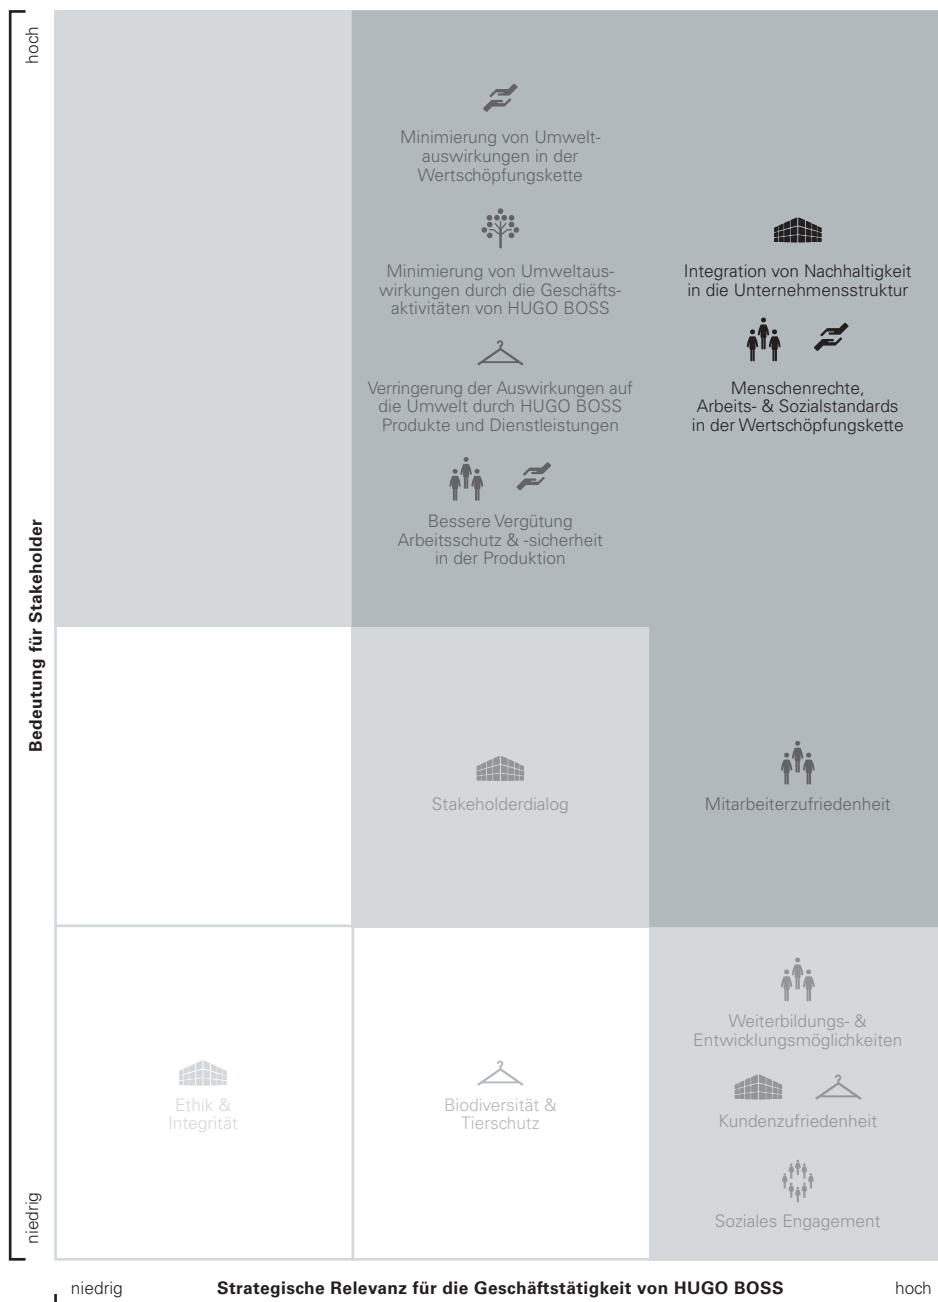 hoch
Minimierung von Umwelt-
auswirkungen in der
Wertschöpfungskette
Minimierung von Umweltaus-
wirkungen durch die Geschäfts-
aktivitäten von HUGO BOSS
Verringerung der Auswirkungen auf
die Umwelt durch HUGO BOSS
Produkte und Dienstleistungen
Bessere Vergütung
Arbeitsschutz & -sicherheit
in der Produktion
Integration von Nachhaltigkeit
in die Unternehmensstruktur
Menschenrechte,
Arbeits- & Sozialstandards
in der Wertschöpfungskette
Bedeutung für Stakeholder
Stakeholderdialog
Mitarbeiterzufriedenheit
Ethik &
Integrität
Biodiversität &
Tierschutz
Weiterbildungs- &
Entwicklungsmöglichkeiten
Kundenzufriedenheit
Soziales Engagement
niedrig
niedrig
Strategische Relevanz für die Geschäftstätigkeit von HUGO BOSS
hoch